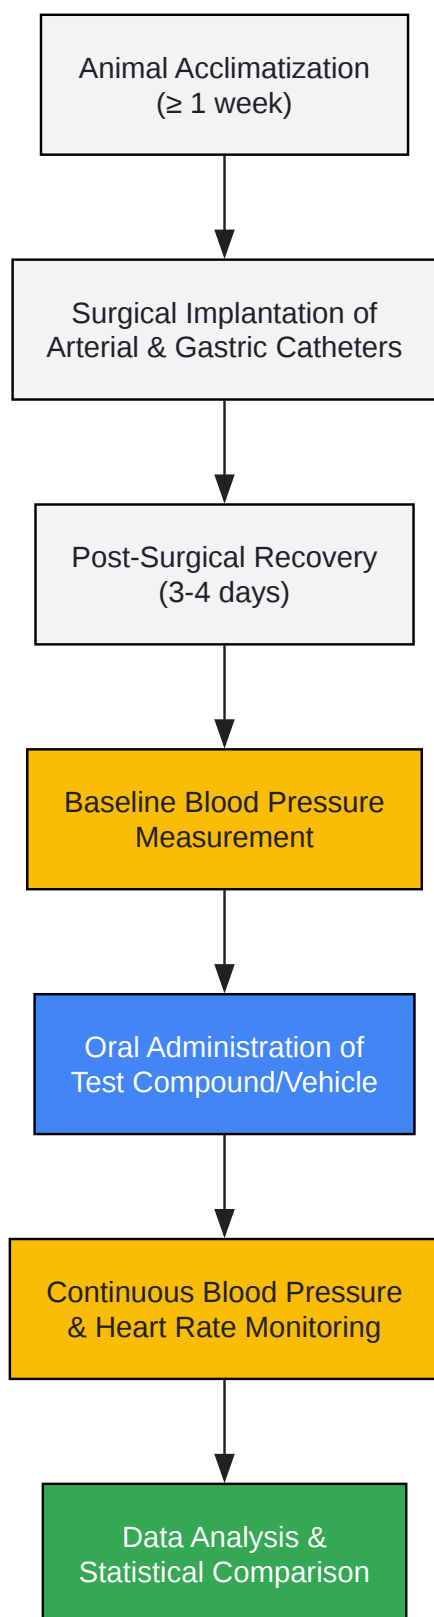 Animal Acclimatization
(≥ 1 week)
Surgical Implantation of
Arterial & Gastric Catheters
Post-Surgical Recovery
(3-4 days)
Baseline Blood Pressure
Measurement
Oral Administration of
Test Compound/Vehicle
Continuous Blood Pressure
& Heart Rate Monitoring
Data Analysis &
Statistical Comparison